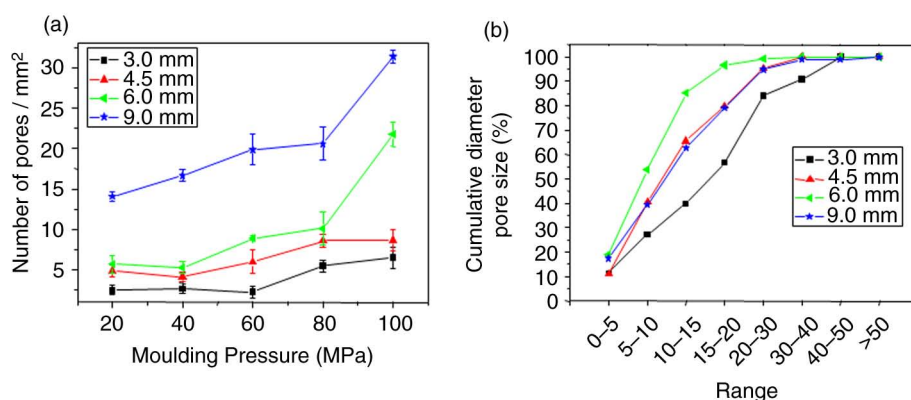 (a)
Number of pores / mm²
30
25
20
15
10
5
3.0 mm
4.5 mm
6.0 mm
9.0 mm
20 40 60 80 100
Moulding Pressure (MPa)
(b)
Cumulative diameter
pore size (%)
100
90
80
70
60
50
40
30
20
10
0
3.0 mm
4.5 mm
6.0 mm
9.0 mm
0–5 5–10 10–15 15–20 20–30 30–40 40–50 >50
Range